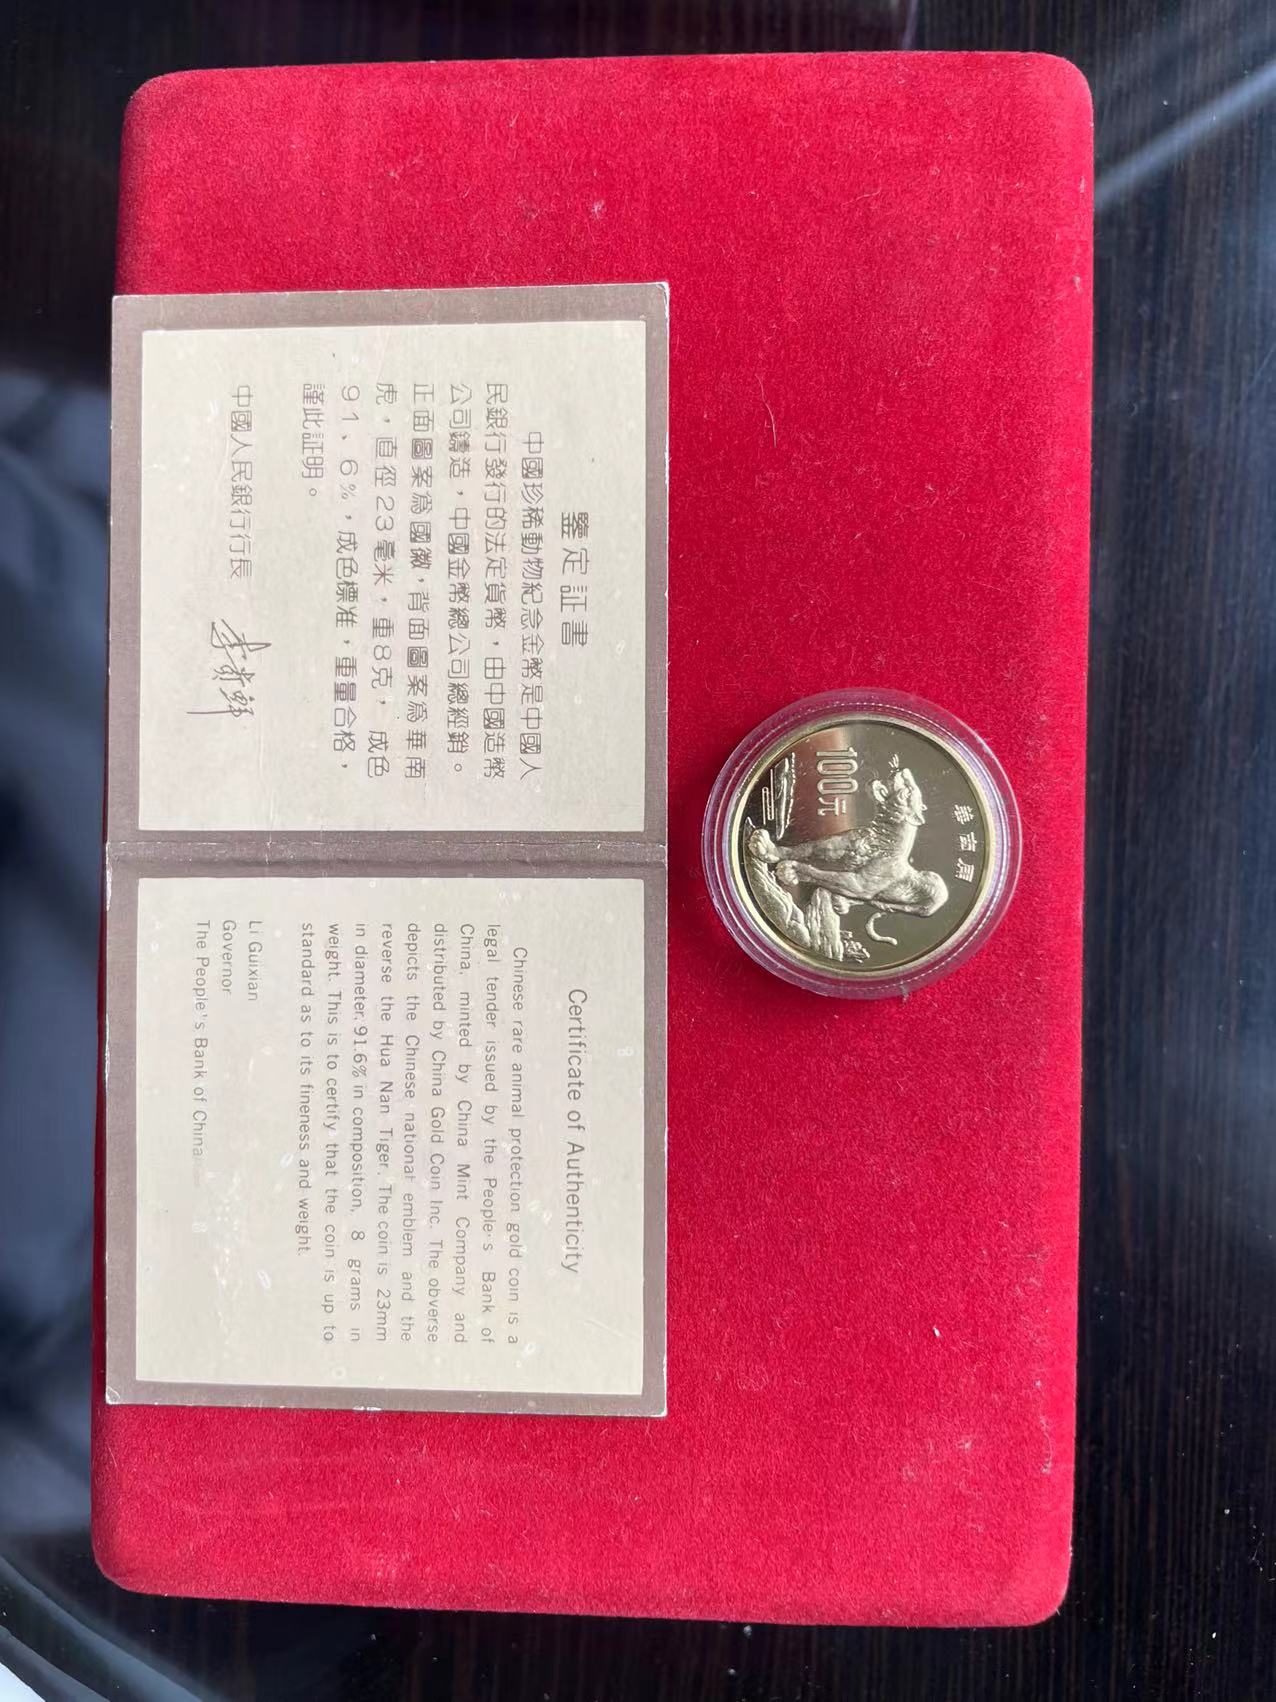 鑒定証書
中國珍稀動物紀念金幣是中國人
民銀行發行的法定貨幣，由中國造幣
公司鑄造，中國金幣總公司總經銷。
正面圖案為國徽，背面圖案為華南
虎，直徑23毫米，重8克，成色
91、6%，成色標准，重量合格，
謹此証明。
中國人民銀行行長
Certificate of Authenticity
Chinese rare animal protection gold coin is a
legal tender issued by the People's Bank of
China, minted by China Mint Company and
distributed by China Gold Coin Inc. The obverse
depicts the Chinese national emblem and the
reverse the Hua Nan Tiger. The coin is 23mm
in diameter, 91.6% in composition, 8 grams in
weight. This is to certify that the coin is up to
standard as to its fineness and weight.
Li Guixian
Governor
The People's Bank of China
華南虎
100元